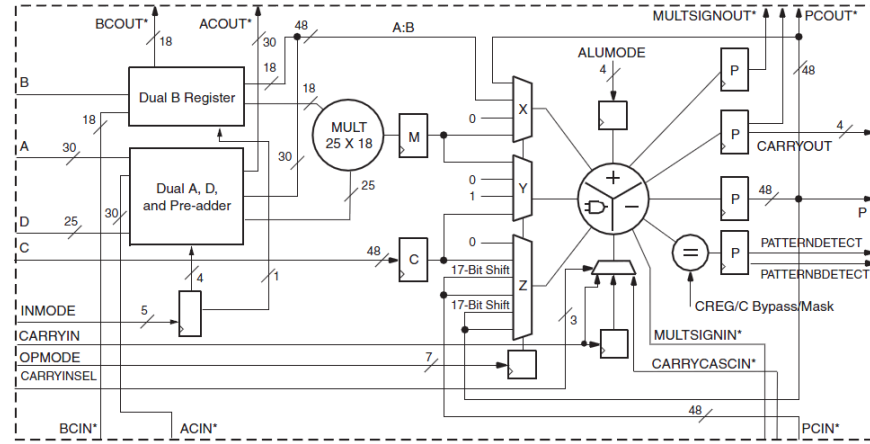 BCOUT* ACOUT* MULTSIGNOUT* PCOUT*
18 30 48 A:B
18 ALUMODE
B 4 48
Dual B Register 18
18 MULT
25 X 18
M 0 X P
A 30 P 4
CARRYOUT
Dual A, D,
and Pre-adder
30 25 0
1 Y + − P 48 P
30
D 25
C 48 C 0
17-Bit Shift
17-Bit Shift
Z = P PATTERNDETECT
PATTERNBDETECT
4 1
CREG/C Bypass/Mask
INMODE 5 3
CARRYIN MULTSIGNIN*
OPMODE 7 CARRYCASCIN*
CARRYINSEL
48
BCIN* ACIN* PCIN*